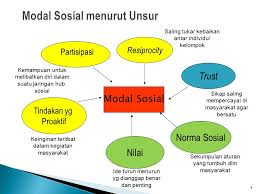 Modal Sosial menurut Unsur
Saling tukar kebaikan
antar individu/
kelompok
Partisipasi
Resiprocity
Kemampuan untuk
melibatkan diri dalam
suatu jaringan hub.
sosial
Trust
Sikap saling
mempercayai di
masyarakat agar
bersatu
Tindakan yg
Proaktif
Modal Sosial
Keinginan terlibat
dalam kegiatan
masyarakat
Nilai
Norma Sosial
Sekumpulan aturan
yang tumbuh dlm
masyarakat
Ide turun menurun
yg dianggap benar
dan penting